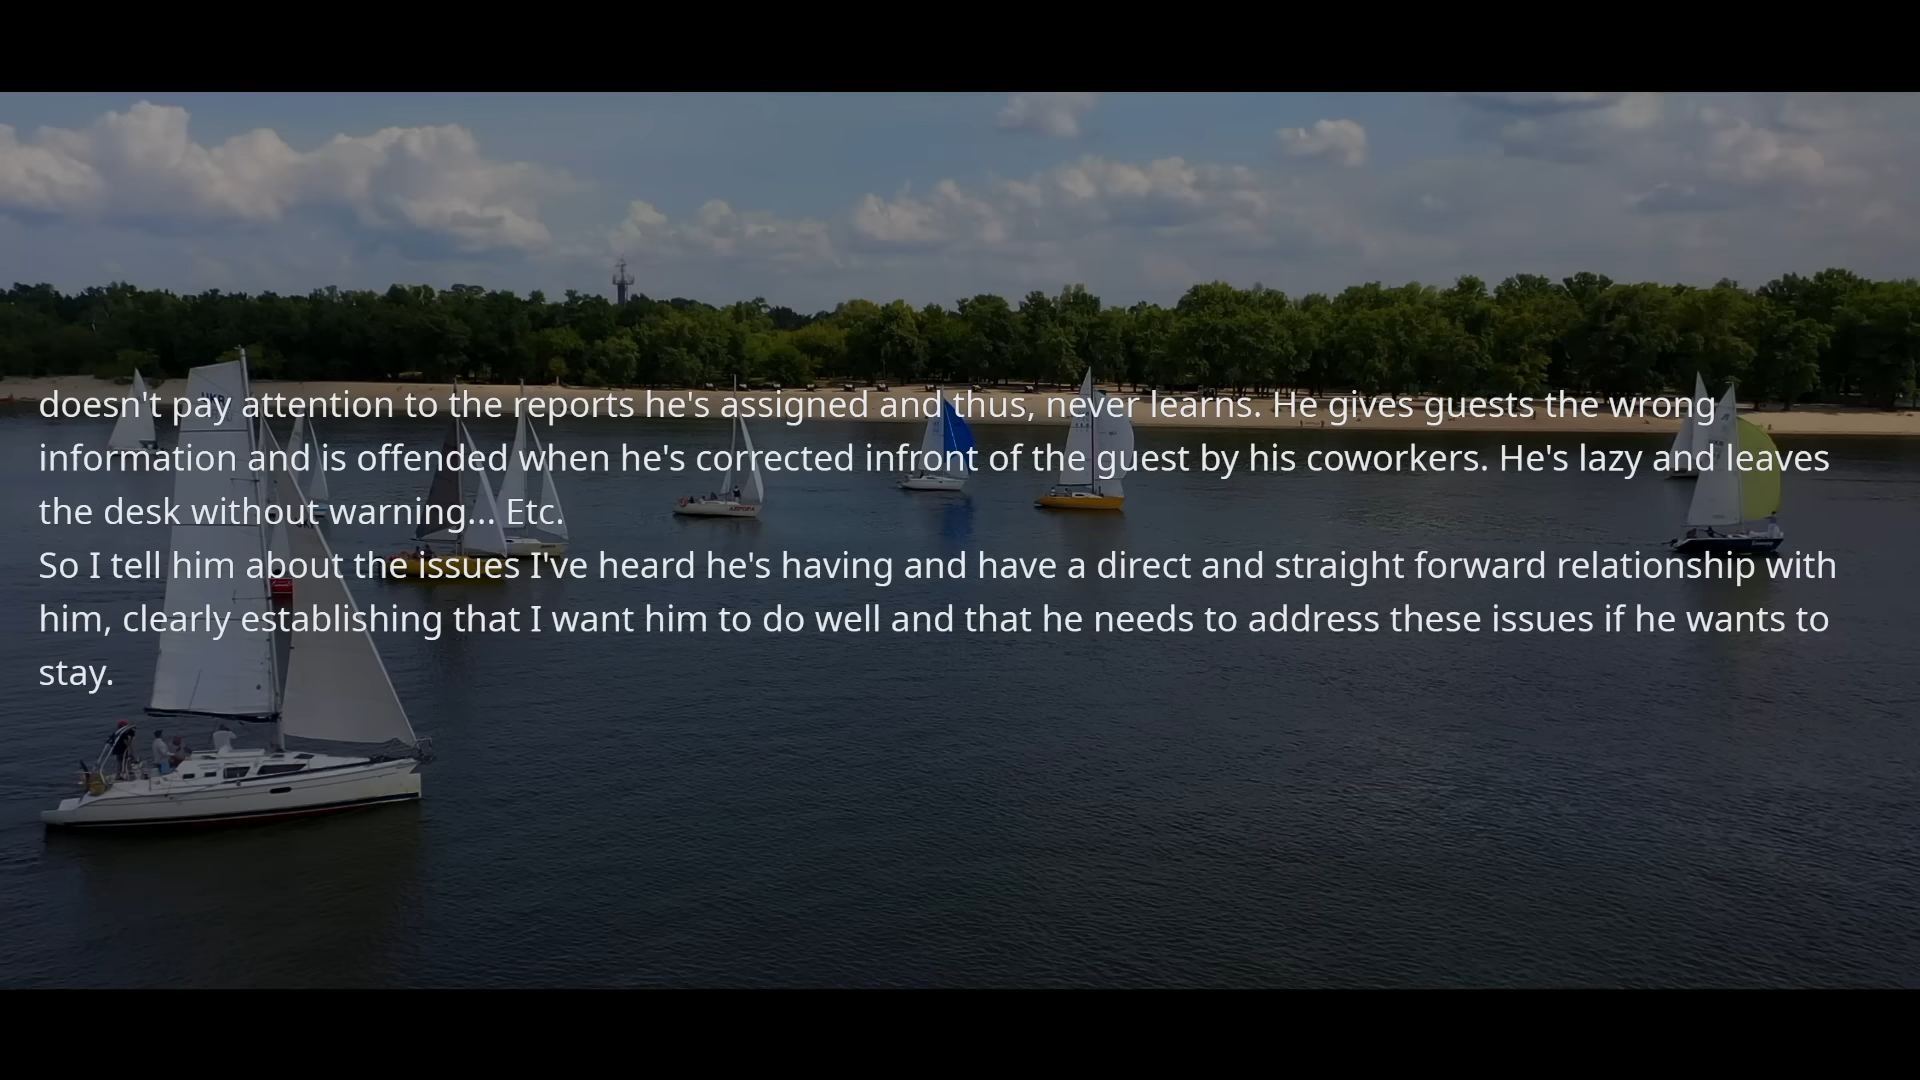 doesn't pay attention to the reports he's assigned and thus, never learns. He gives guests the wrong
information and is offended when he's corrected infront of the guest by his coworkers. He's lazy and leaves
the desk without warning... Etc.
So I tell him about the issues I've heard he's having and have a direct and straight forward relationship with
him, clearly establishing that I want him to do well and that he needs to address these issues if he wants to
stay.